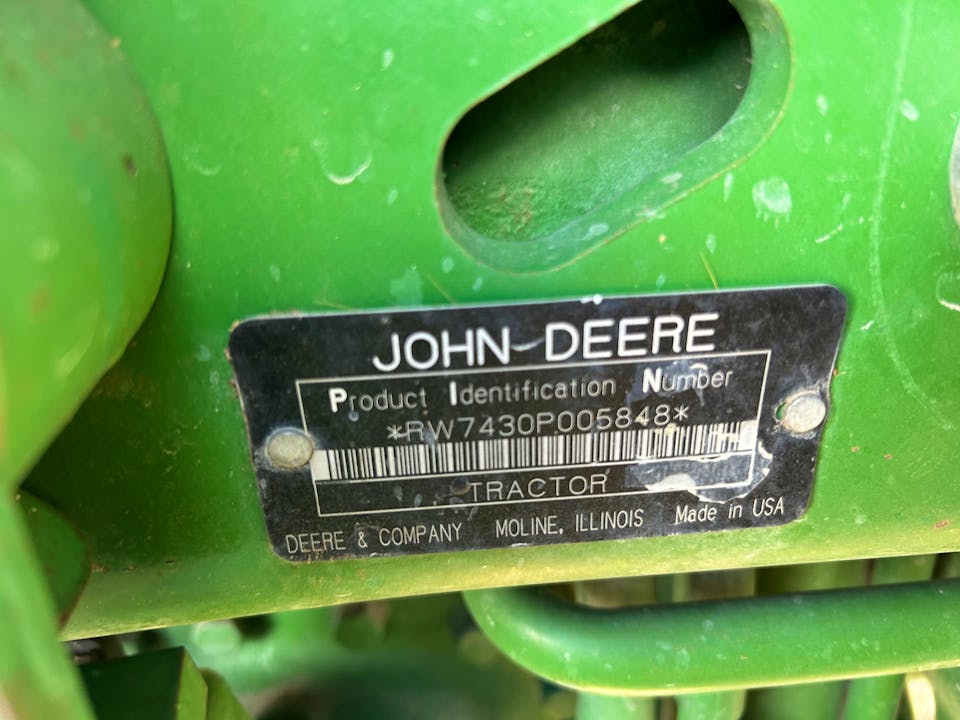 JOHN DEERE
Product Identification Number
*RW7430P005848*
TRACTOR
DEERE & COMPANY MOLINE, ILLINOIS Made in USA